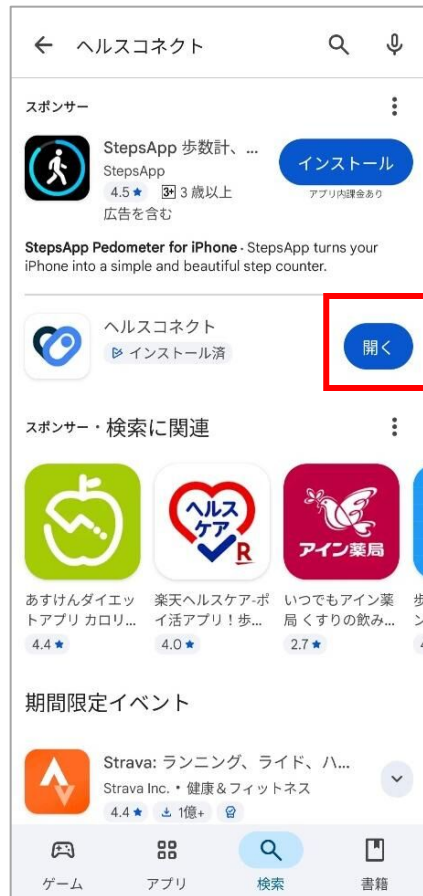 ヘルスコネクト
スポンサー
StepsApp 歩数計、...
StepsApp
4.5★ 3+ 3 歳以上
広告を含む
インストール
アプリ内課金あり
StepsApp Pedometer for iPhone - StepsApp turns your
iPhone into a simple and beautiful step counter.
ヘルスコネクト
インストール済
開く
スポンサー・検索に関連
ヘルス
ケア
R
アイン薬局
あすけんダイエッ
トアプリ カロリ...
4.4★
楽天ヘルスケア-ポ
イ活アプリ！歩...
4.0★
いつでもアイン薬
局 くすりの飲み...
2.7★
期間限定イベント
Strava: ランニング、ライド、ハ...
Strava Inc. • 健康＆フィットネス
4.4★ 1億+
ゲーム
アプリ
検索
書籍